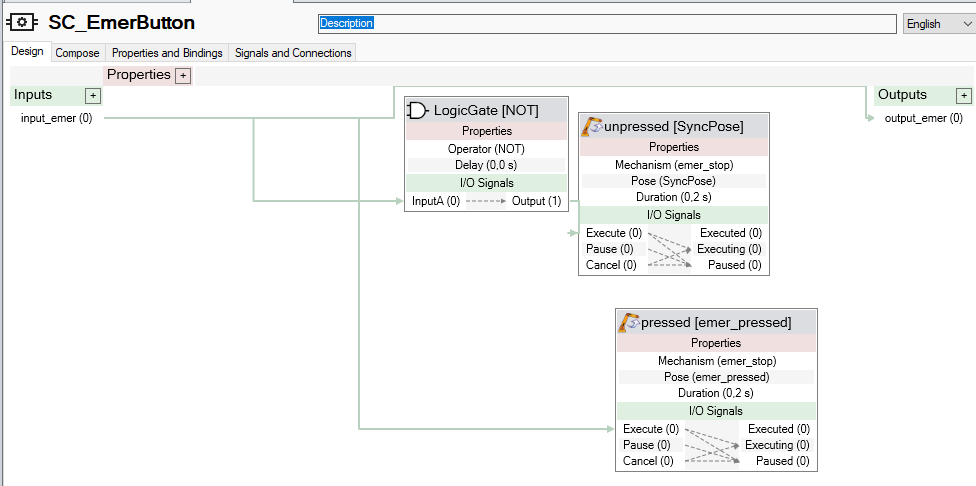 SC_EmerButton
Description
English
Design
Compose
Properties and Bindings
Signals and Connections
Properties +
Inputs +
Outputs +
input_emer (0)
output_emer (0)
LogicGate [NOT]
Properties
Operator (NOT)
Delay (0,0 s)
I/O Signals
InputA (0)
Output (1)
unpressed [SyncPose]
Properties
Mechanism (emer_stop)
Pose (SyncPose)
Duration (0,2 s)
I/O Signals
Execute (0)
Executed (0)
Pause (0)
Executing (0)
Cancel (0)
Paused (0)
pressed [emer_pressed]
Properties
Mechanism (emer_stop)
Pose (emer_pressed)
Duration (0,2 s)
I/O Signals
Execute (0)
Executed (0)
Pause (0)
Executing (0)
Cancel (0)
Paused (0)